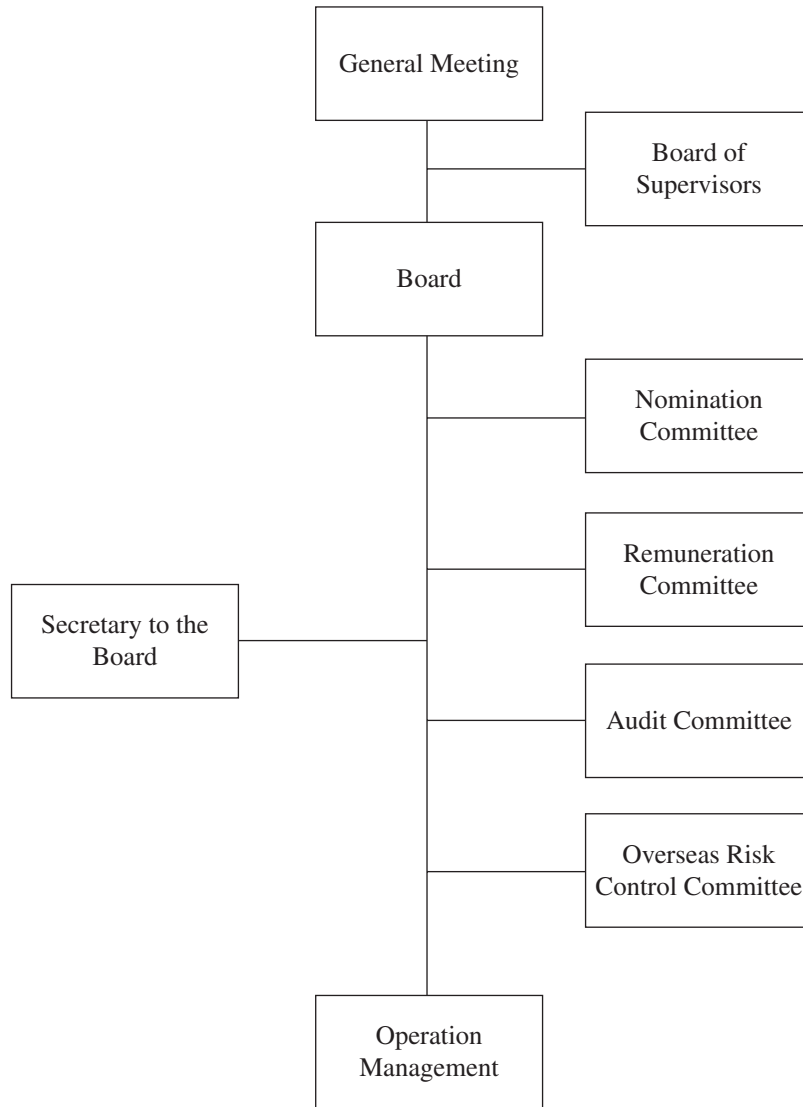 General Meeting
Board of
Supervisors
Board
Nomination
Committee
Remuneration
Committee
Secretary to the
Board
Audit Committee
Overseas Risk
Control Committee
Operation
Management